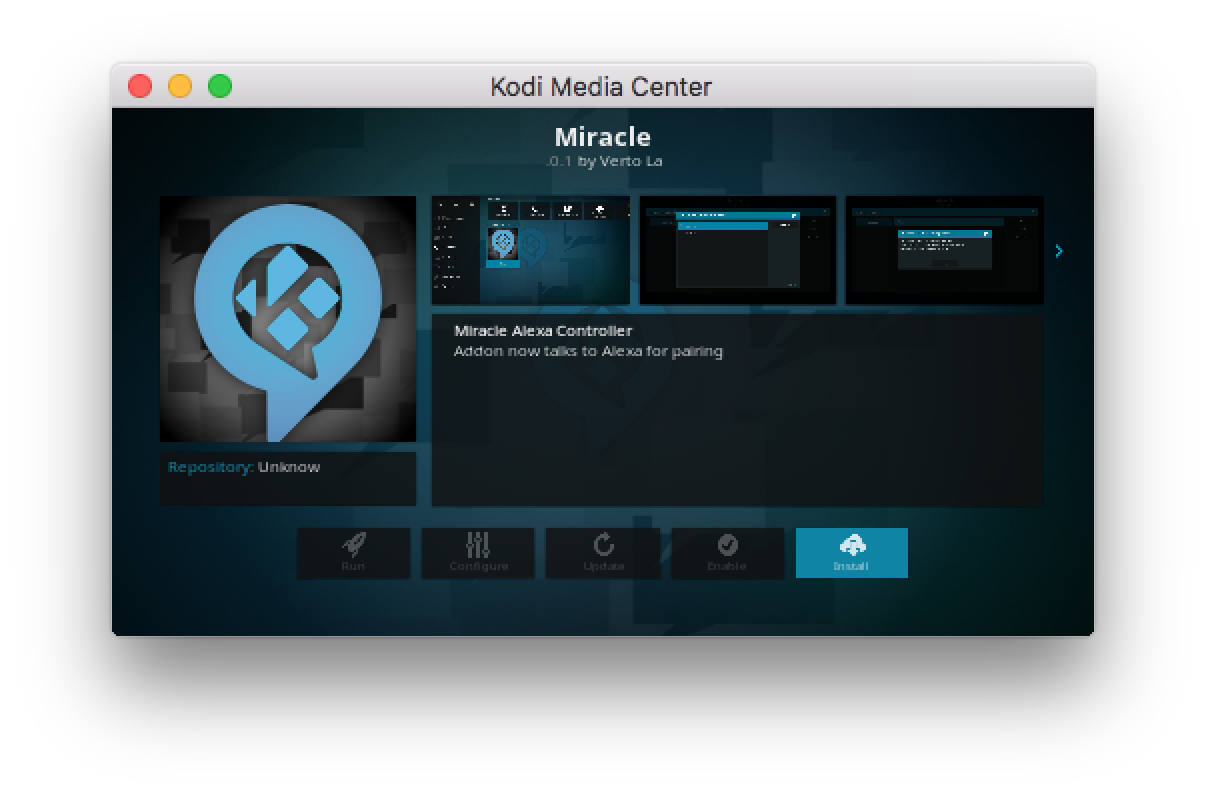 Kodi Media Center
Miracle
.0.1 by Verto La
Miracle Alexa Controller
Addon now talks to Alexa for pairing
Repository: Unknow
Run
Configure
Update
Enable
Install